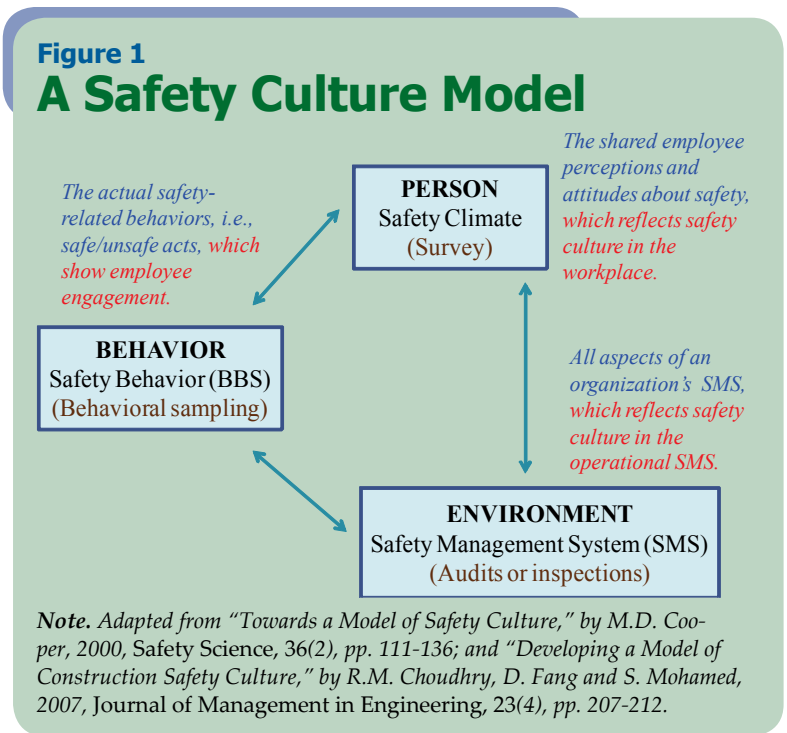 Figure 1
A Safety Culture Model
The actual safety-
related behaviors, i.e.,
safe/unsafe acts, which
show employee
engagement.
PERSON
Safety Climate
(Survey)
The shared employee
perceptions and
attitudes about safety,
which reflects safety
culture in the
workplace.
BEHAVIOR
Safety Behavior (BBS)
(Behavioral sampling)
All aspects of an
organization’s SMS,
which reflects safety
culture in the
operational SMS.
ENVIRONMENT
Safety Management System (SMS)
(Audits or inspections)
Note. Adapted from “Towards a Model of Safety Culture,” by M.D. Coo-
per, 2000, Safety Science, 36(2), pp. 111-136; and “Developing a Model of
Construction Safety Culture,” by R.M. Choudhry, D. Fang and S. Mohamed,
2007, Journal of Management in Engineering, 23(4), pp. 207-212.